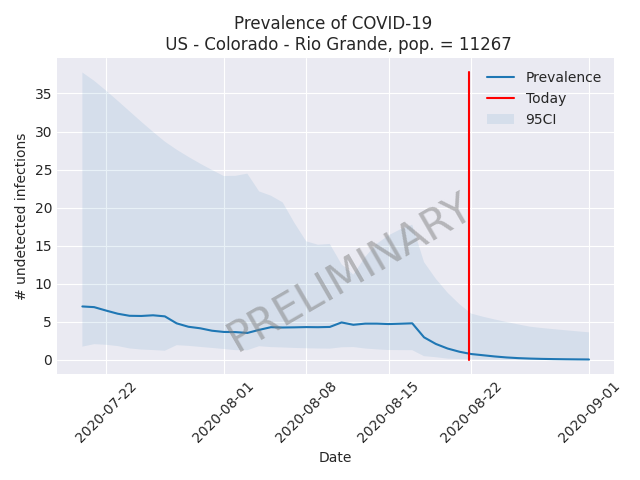 Prevalence of COVID-19
US - Colorado - Rio Grande, pop. = 11267
Prevalence
Today
95CI
35
30
25
20
15
10
5
0
# undetected infections
PRELIMINARY
2020-07-22
2020-08-01
2020-08-08
2020-08-15
2020-08-22
2020-09-01
Date